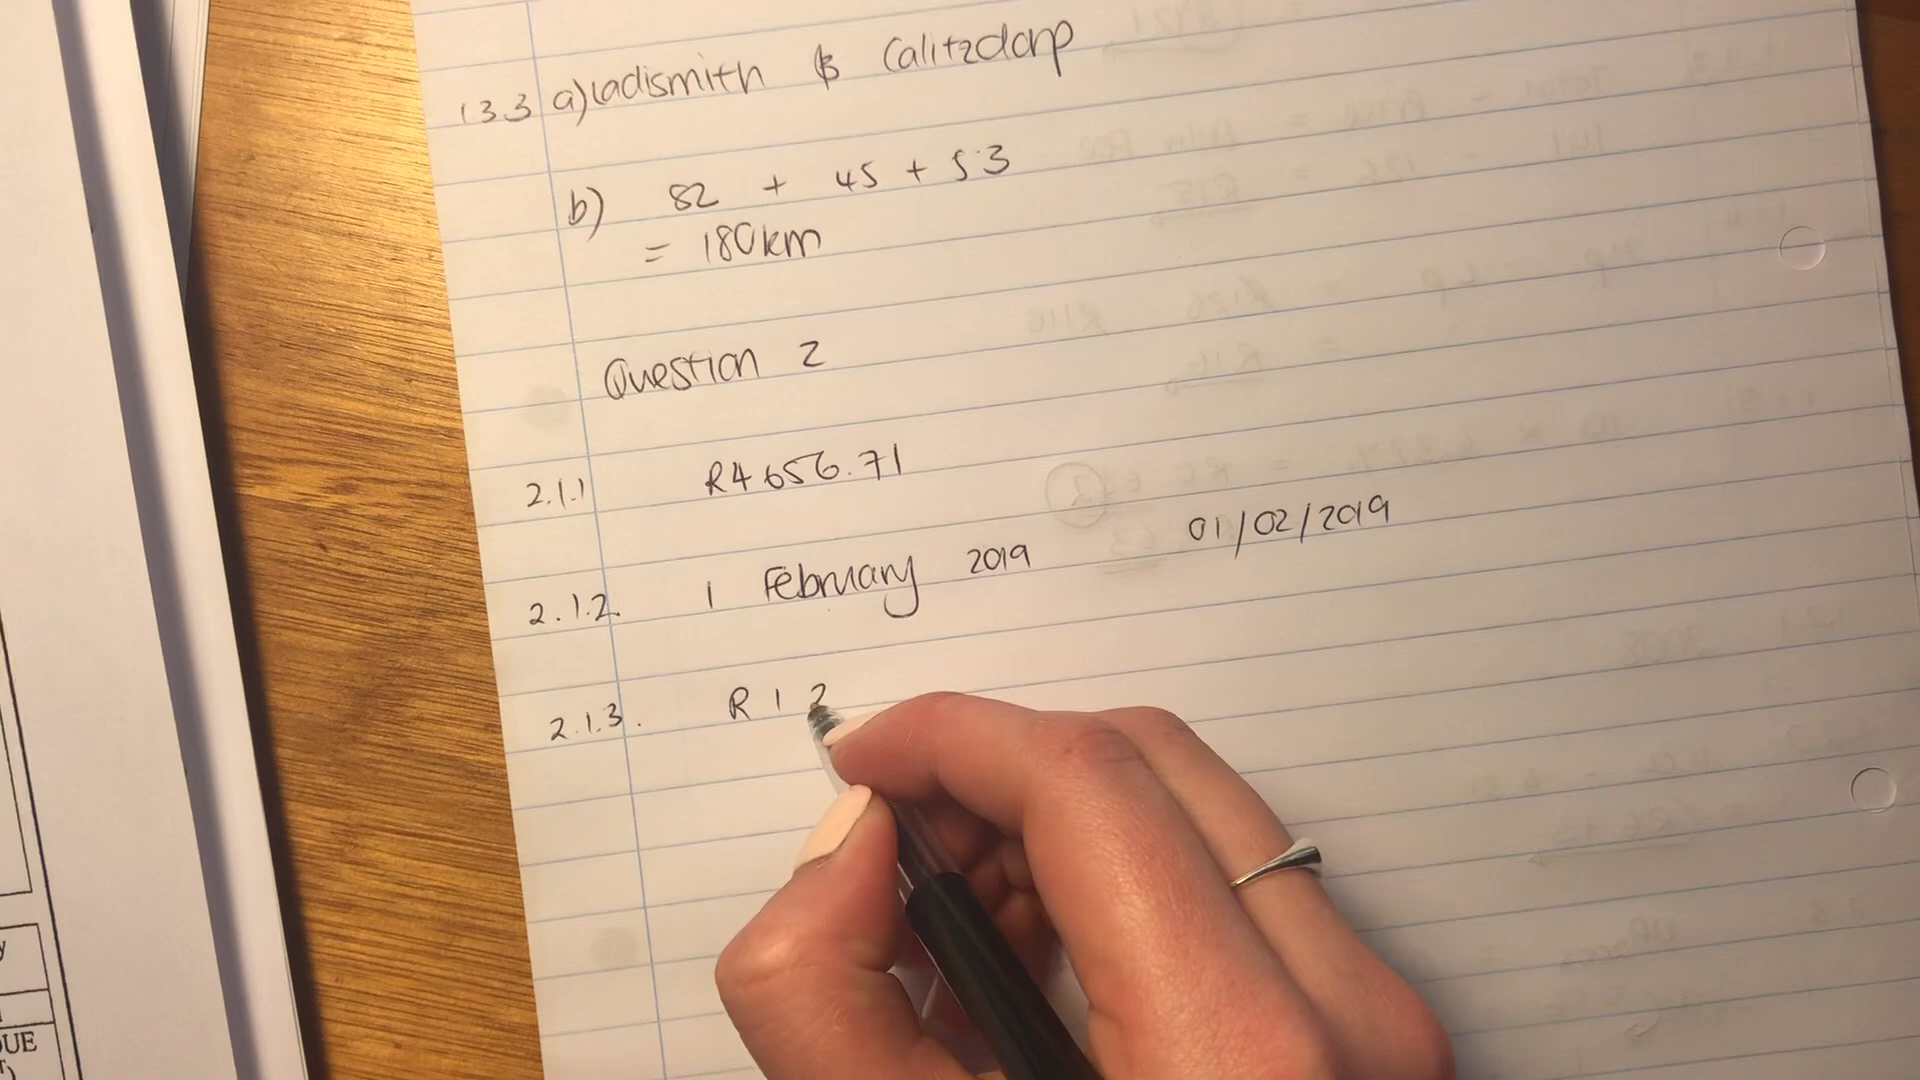 1 3.3 a) Ladismith & Calitzdorp
b) 82 + 45 + 53
= 180km
Question 2
2.1.1 R4 656.71
2.1.2. 1 February 2019 01/02/2019
2.1.3. R 1 2
y
UE